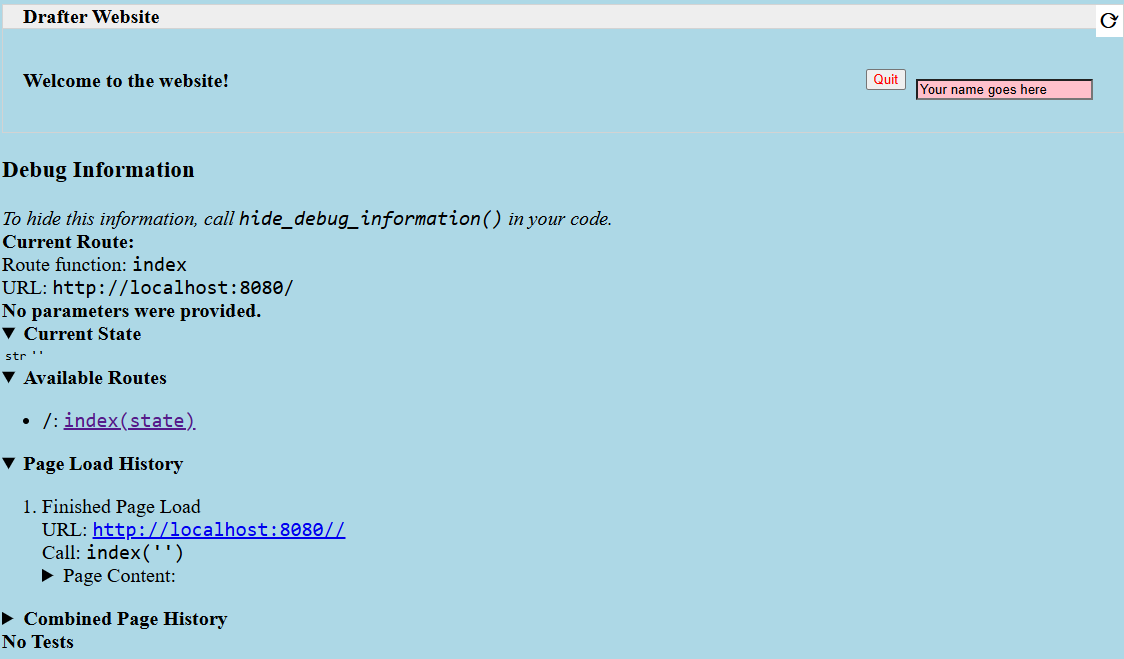 Drafter Website
Welcome to the website!
Quit
Your name goes here
Debug Information
To hide this information, call hide_debug_information() in your code.
Current Route:
Route function: index
URL: http://localhost:8080/
No parameters were provided.
▼ Current State
str ''
▼ Available Routes
• /: index(state)
▼ Page Load History
1. Finished Page Load
URL: http://localhost:8080//
Call: index('')
▶ Page Content:
▶ Combined Page History
No Tests